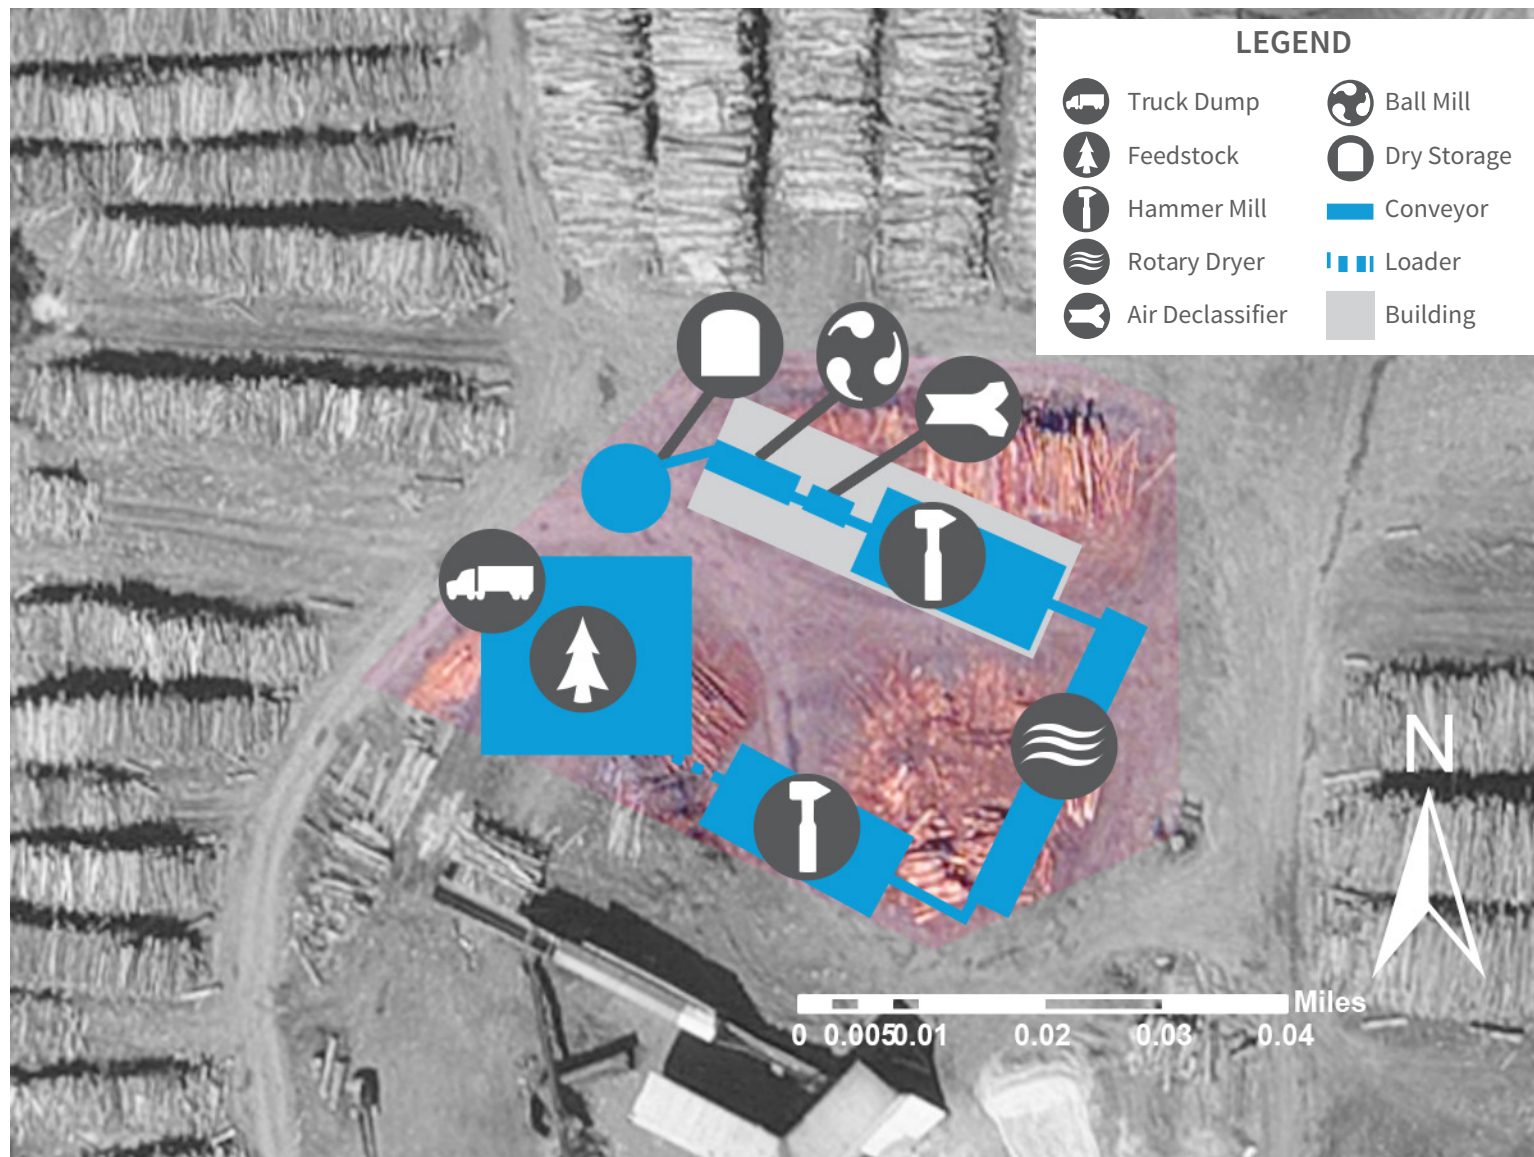 LEGEND
Truck Dump
Feedstock
Hammer Mill
Rotary Dryer
Air Declassifier
Ball Mill
Dry Storage
Conveyor
Loader
Building
N
Miles
0 0.005 0.01 0.02 0.03 0.04